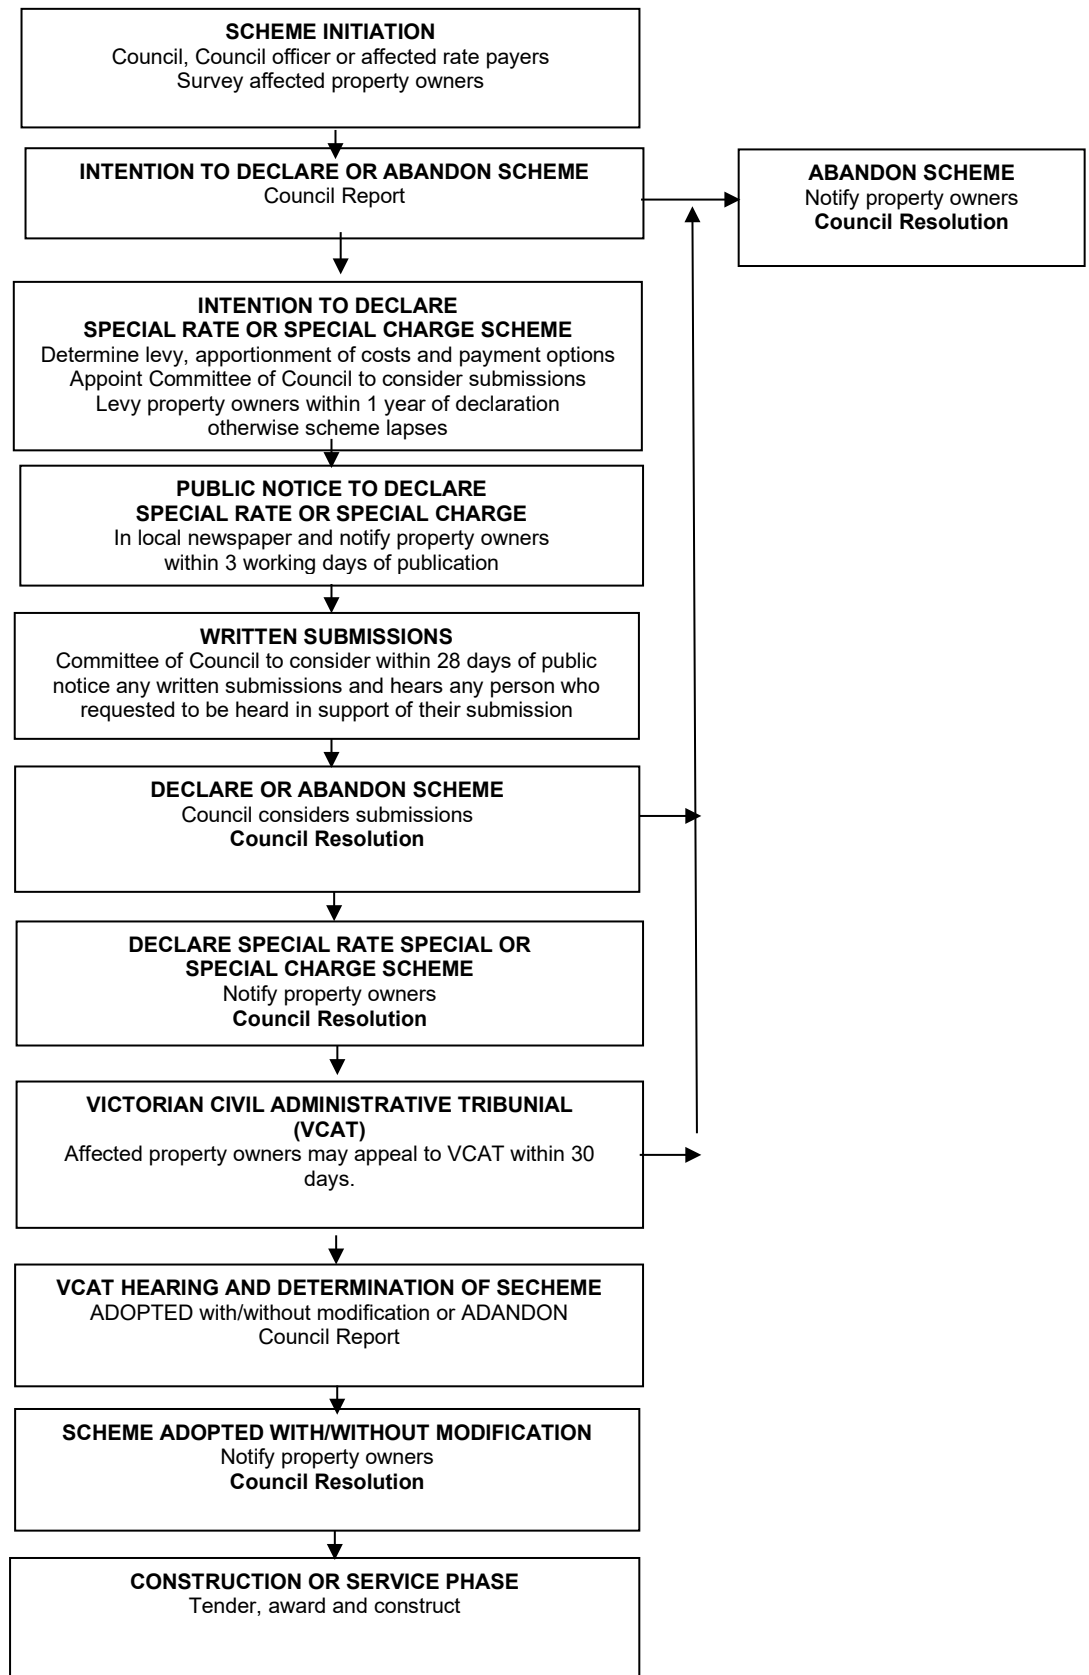 SCHEME INITIATION
Council, Council officer or affected rate payers
Survey affected property owners
INTENTION TO DECLARE OR ABANDON SCHEME
Council Report
ABANDON SCHEME
Notify property owners
Council Resolution
INTENTION TO DECLARE
SPECIAL RATE OR SPECIAL CHARGE SCHEME
Determine levy, apportionment of costs and payment options
Appoint Committee of Council to consider submissions
Levy property owners within 1 year of declaration
otherwise scheme lapses
PUBLIC NOTICE TO DECLARE
SPECIAL RATE OR SPECIAL CHARGE
In local newspaper and notify property owners
within 3 working days of publication
WRITTEN SUBMISSIONS
Committee of Council to consider within 28 days of public
notice any written submissions and hears any person who
requested to be heard in support of their submission
DECLARE OR ABANDON SCHEME
Council considers submissions
Council Resolution
DECLARE SPECIAL RATE SPECIAL OR
SPECIAL CHARGE SCHEME
Notify property owners
Council Resolution
VICTORIAN CIVIL ADMINISTRATIVE TRIBUNIAL
(VCAT)
Affected property owners may appeal to VCAT within 30
days.
VCAT HEARING AND DETERMINATION OF SECHEME
ADOPTED with/without modification or ADANDON
Council Report
SCHEME ADOPTED WITH/WITHOUT MODIFICATION
Notify property owners
Council Resolution
CONSTRUCTION OR SERVICE PHASE
Tender, award and construct